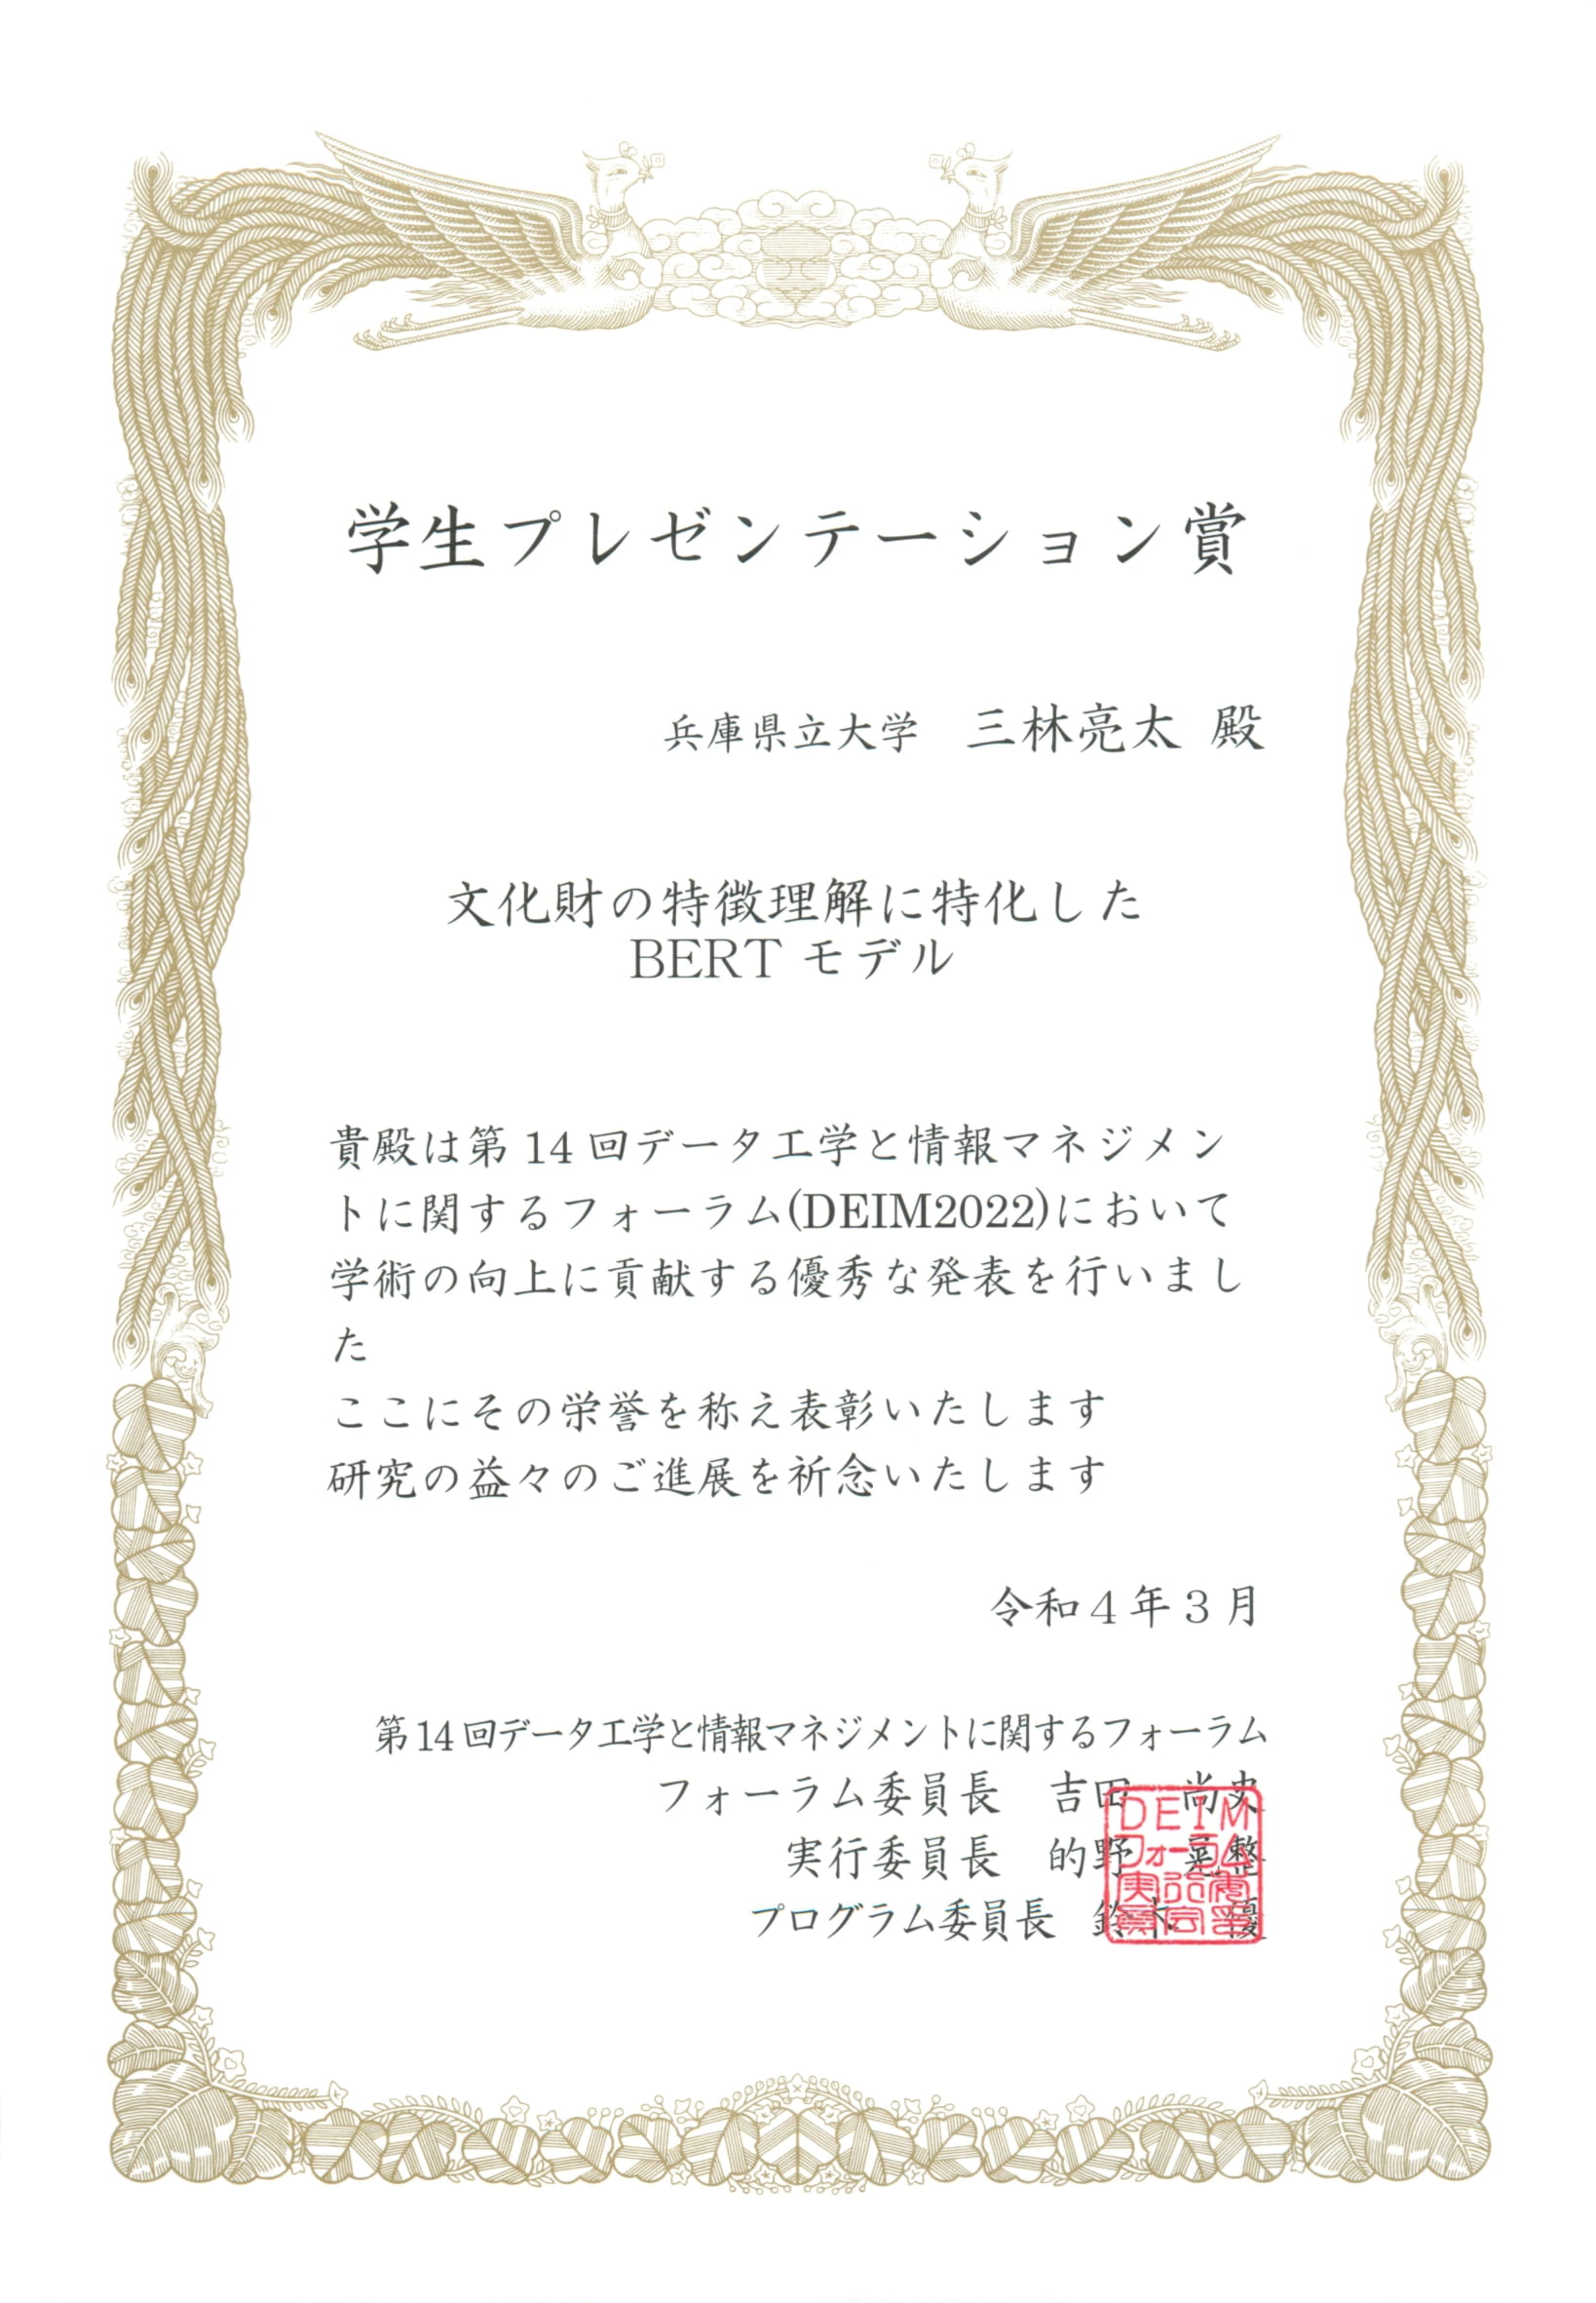 学生プレゼンテーション賞
兵庫県立大学 三林亮太 殿
文化財の特徴理解に特化した
BERT モデル
貴殿は第 14 回データ工学と情報マネジメン
トに関するフォーラム(DEIM2022)において
学術の向上に貢献する優秀な発表を行いまし
た
ここにその栄誉を称え表彰いたします
研究の益々のご進展を祈念いたします
令和４年３月
第14回データ工学と情報マネジメントに関するフォーラム
フォーラム委員長 吉田 尚史
実行委員長 的野 晃整
プログラム委員長 鈴木 優
DEIM
フォーラム